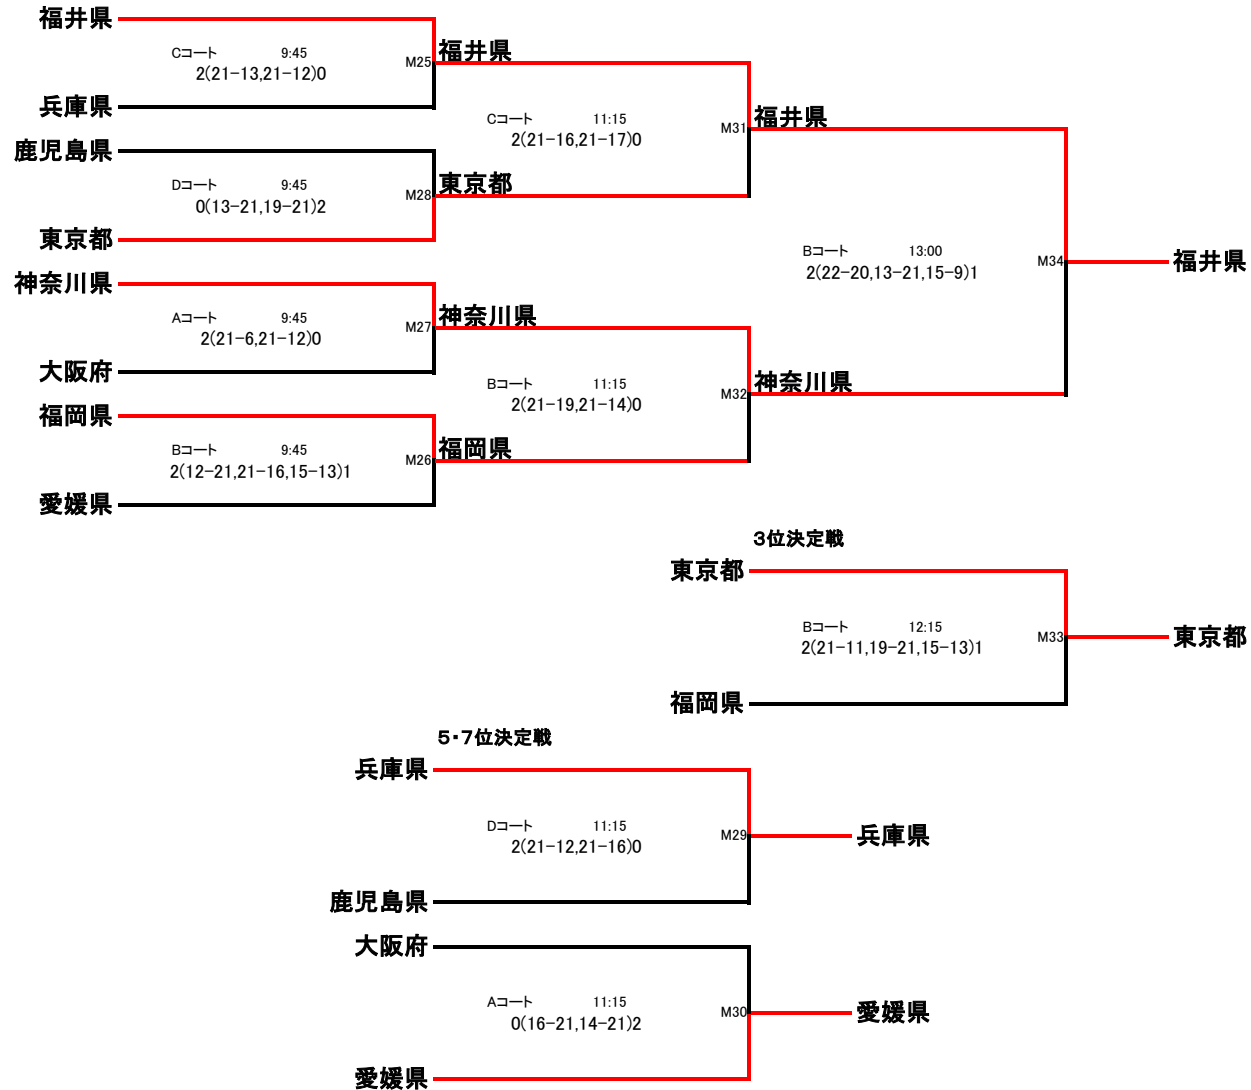 福井県
Cコート 9:45
2(21-13,21-12)0
M25
福井県
兵庫県
Cコート 11:15
2(21-16,21-17)0
M31
福井県
鹿児島県
Dコート 9:45
0(13-21,19-21)2
M28
東京都
東京都
Bコート 13:00
2(22-20,13-21,15-9)1
M34
福井県
神奈川県
Aコート 9:45
2(21-6,21-12)0
M27
神奈川県
大阪府
Bコート 11:15
2(21-19,21-14)0
M32
神奈川県
福岡県
Bコート 9:45
2(12-21,21-16,15-13)1
M26
福岡県
愛媛県
3位決定戦
東京都
Bコート 12:15
2(21-11,19-21,15-13)1
M33
東京都
福岡県
5・7位決定戦
兵庫県
Dコート 11:15
2(21-12,21-16)0
M29
兵庫県
鹿児島県
大阪府
Aコート 11:15
0(16-21,14-21)2
M30
愛媛県
愛媛県